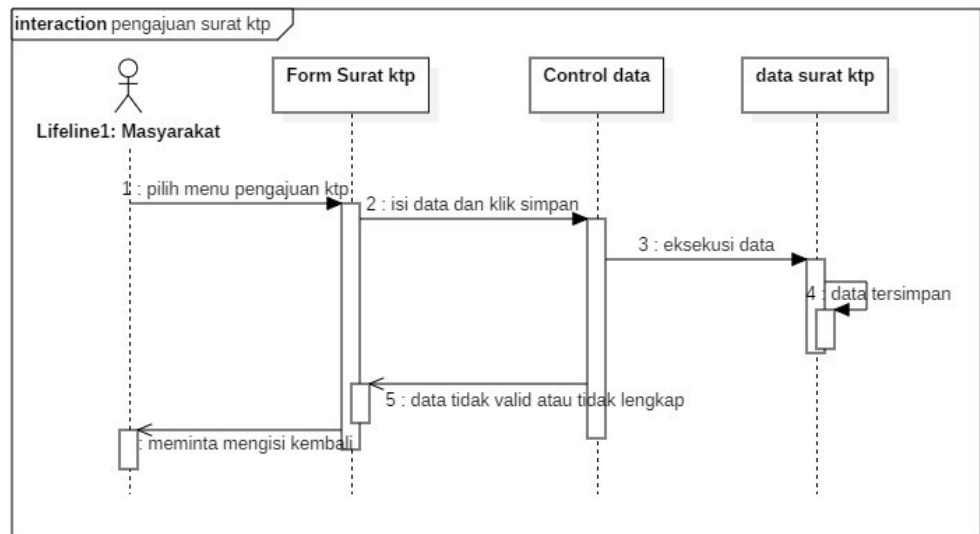 interaction pengajuan surat ktp
Form Surat ktp
Control data
data surat ktp
Lifeline1: Masyarakat
1 : pilih menu pengajuan ktp
2 : isi data dan klik simpan
3 : eksekusi data
4 : data tersimpan
5 : data tidak valid atau tidak lengkap
: meminta mengisi kembali